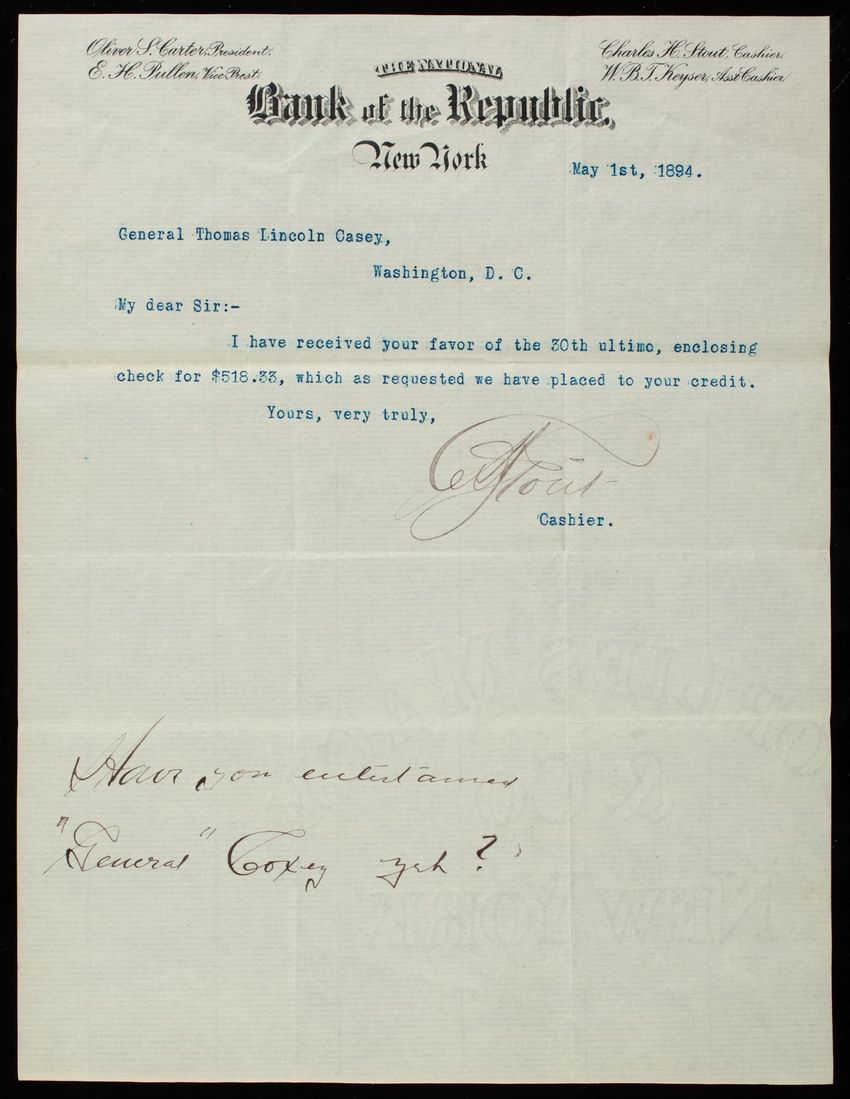 Oliver S. Carter, President.
E. H. Pullen, Vice Prest.
Charles H. Stout, Cashier.
W. B. T. Keyser, Asst Cashier.
THE NATIONAL
Bank of the Republic,
New York
May 1st, 1894.
General Thomas Lincoln Casey,
Washington, D. C.
My dear Sir:-
I have received your favor of the 30th ultimo, enclosing
check for $518.33, which as requested we have placed to your credit.
Yours, very truly,
C H Stout
Cashier.
Have you entertained
"General" Coxey yet?